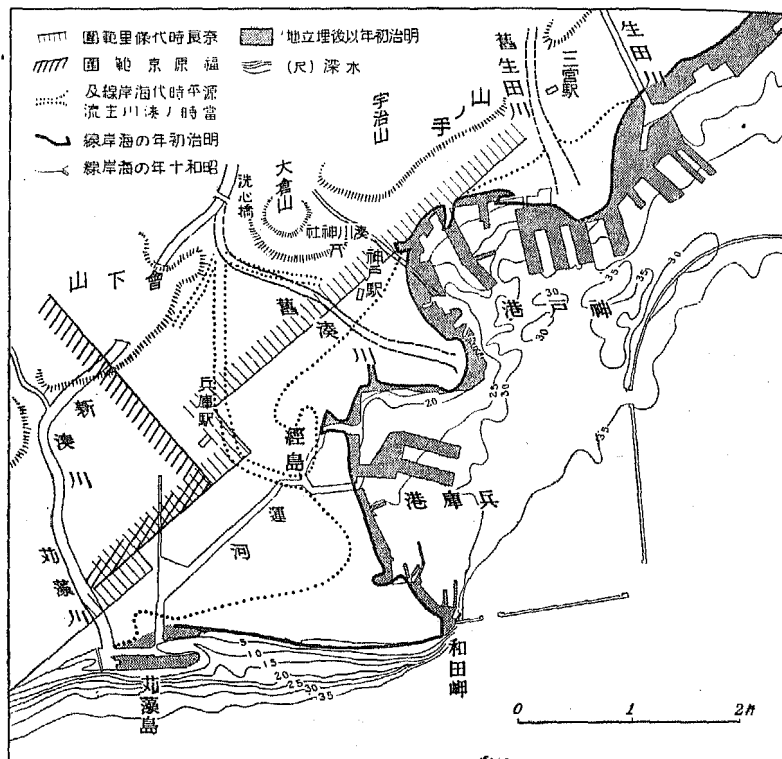 奈良時代條里範圍
福原京範圍
源平時代海岸線及
當時ノ湊川主流
明治初年の海岸線
昭和十年の海岸線
明治初年以後埋立地
水深(尺)
生田川
三宮駅
舊生田川
山ノ手
宇治山
大倉山
洗心橋
湊川神社
神戸駅
會下山
舊湊川
神戸港
30
35
35
30
30
30
25
30
20
35
兵庫駅
新湊川
經島
兵庫港
運河
苅藻川
和田岬
苅藻島
5
10
15
20
25
30
35
0 1 2